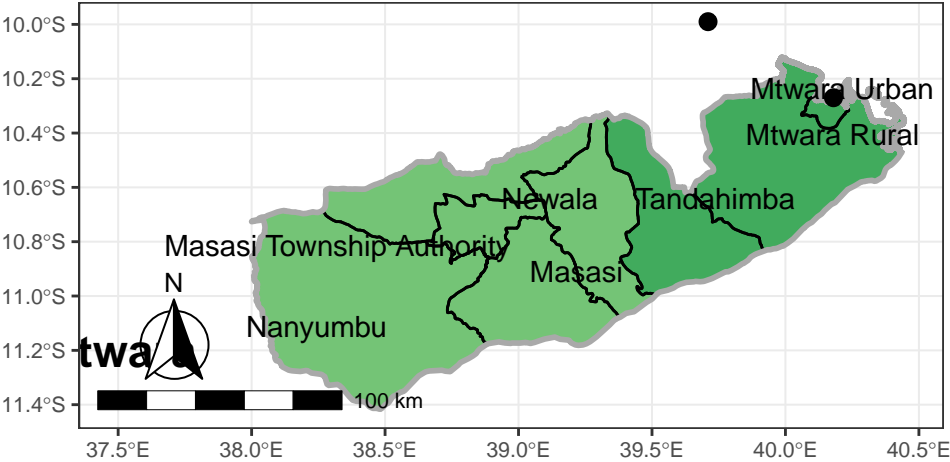 10.0°S
10.2°S
Mtwara Urban
10.4°S
Mtwara Rural
10.6°S
Newala
Tandahimba
10.8°S
Masasi Township Authority
Masasi
11.0°S
N
Nanyumbu
11.2°S
11.4°S
100 km
37.5°E
38.0°E
38.5°E
39.0°E
39.5°E
40.0°E
40.5°E